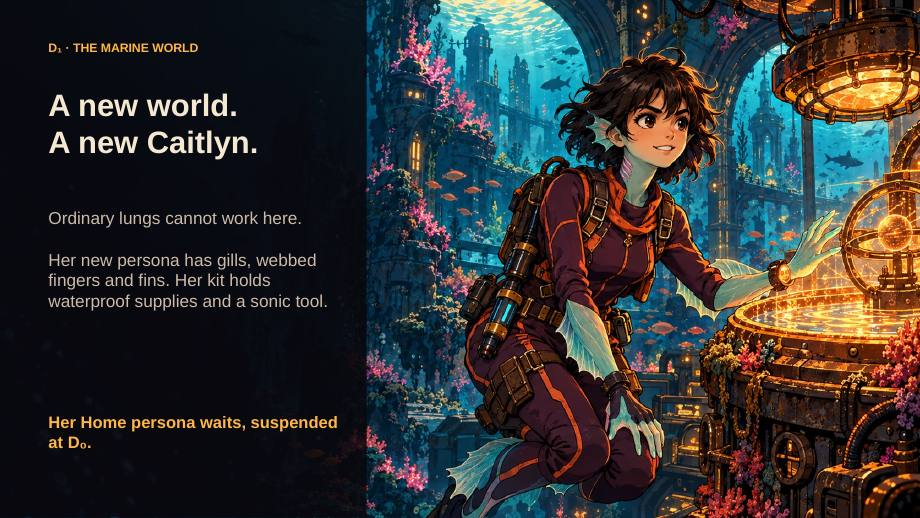 D₁ · THE MARINE WORLD
A new world.
A new Caitlyn.
Ordinary lungs cannot work here.
Her new persona has gills, webbed
fingers and fins. Her kit holds
waterproof supplies and a sonic tool.
Her Home persona waits, suspended
at D₀.